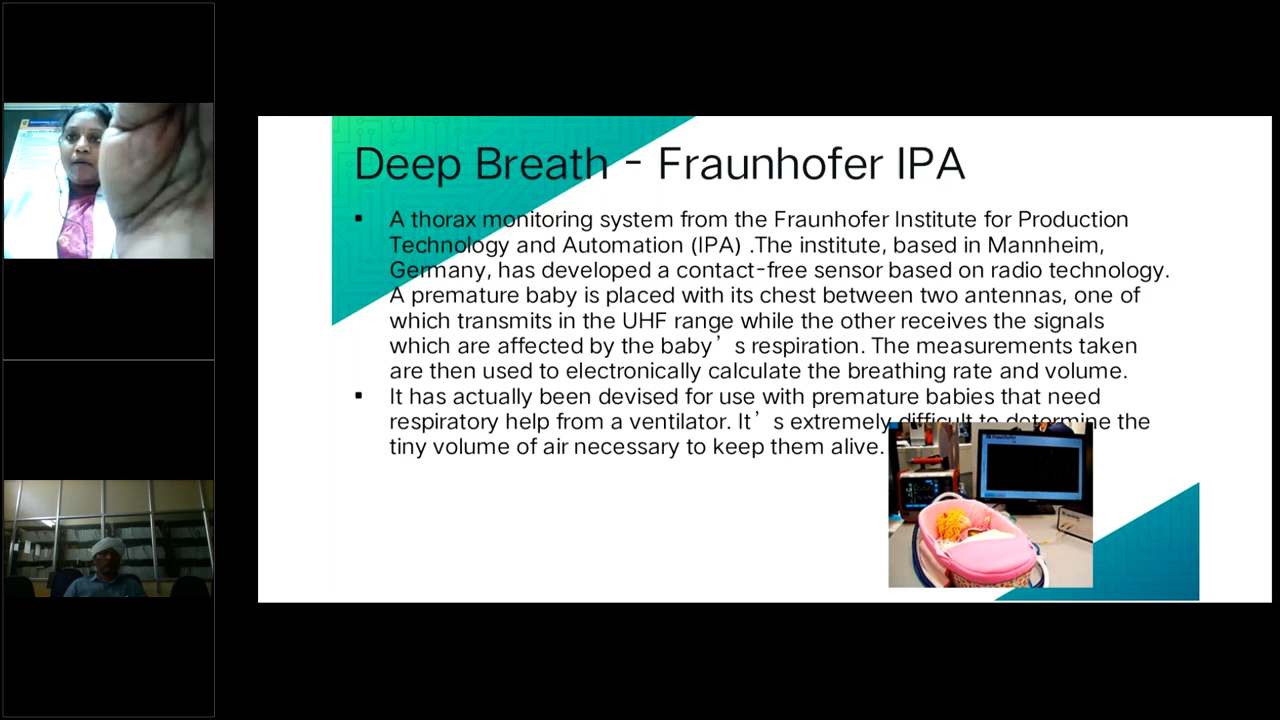 Deep Breath - Fraunhofer IPA
▪ A thorax monitoring system from the Fraunhofer Institute for Production
Technology and Automation (IPA) .The institute, based in Mannheim,
Germany, has developed a contact-free sensor based on radio technology.
A premature baby is placed with its chest between two antennas, one of
which transmits in the UHF range while the other receives the signals
which are affected by the baby’s respiration. The measurements taken
are then used to electronically calculate the breathing rate and volume.
▪ It has actually been devised for use with premature babies that need
respiratory help from a ventilator. It’s extremely difficult to determine the
tiny volume of air necessary to keep them alive.
Fraunhofer